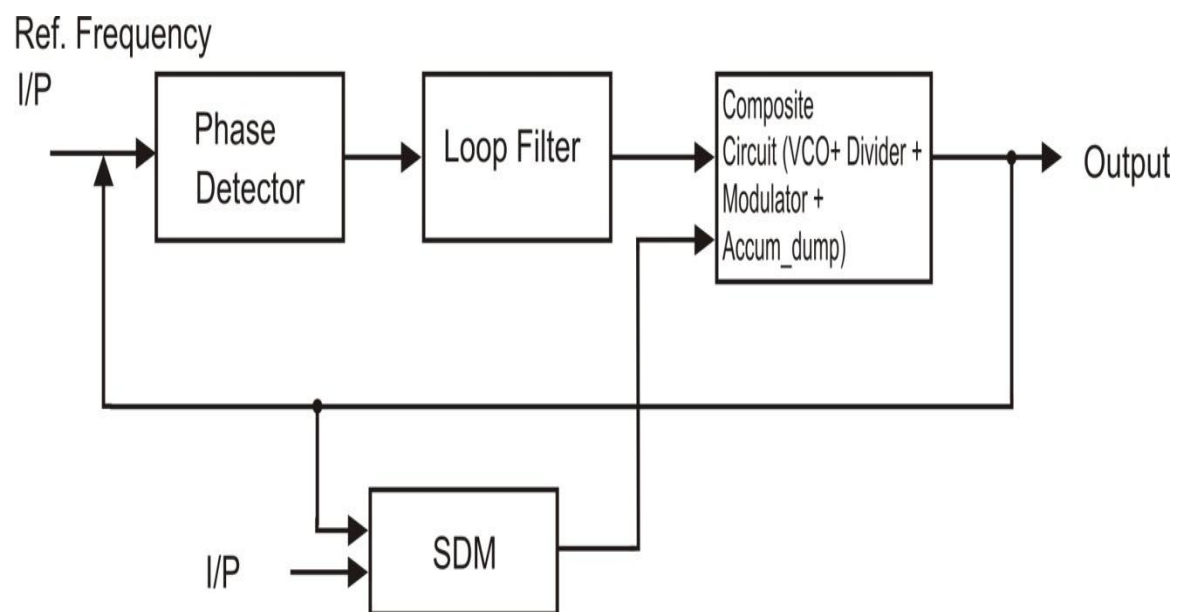 Ref. Frequency
I/P
Phase
Detector
Loop Filter
Composite
Circuit (VCO+ Divider +
Modulator +
Accum_dump)
Output
I/P
SDM